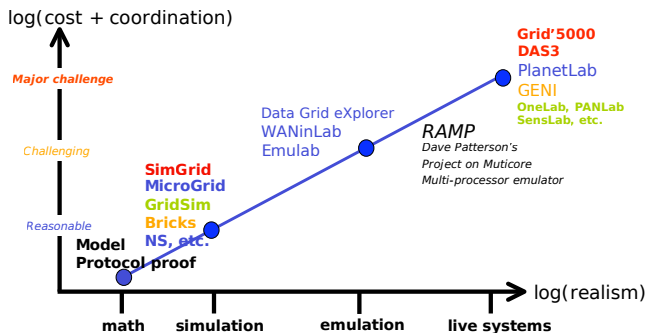 log(cost + coordination)
Major challenge
Challenging
Reasonable
Model
Protocol proof
SimGrid
MicroGrid
GridSim
Bricks
NS, etc.
Data Grid eXplorer
WANinLab
Emulab
RAMP
Dave Patterson's
Project on Muticore
Multi-processor emulator
Grid'5000
DAS3
PlanetLab
GENI
OneLab, PANLab
SensLab, etc.
log(realism)
math
simulation
emulation
live systems